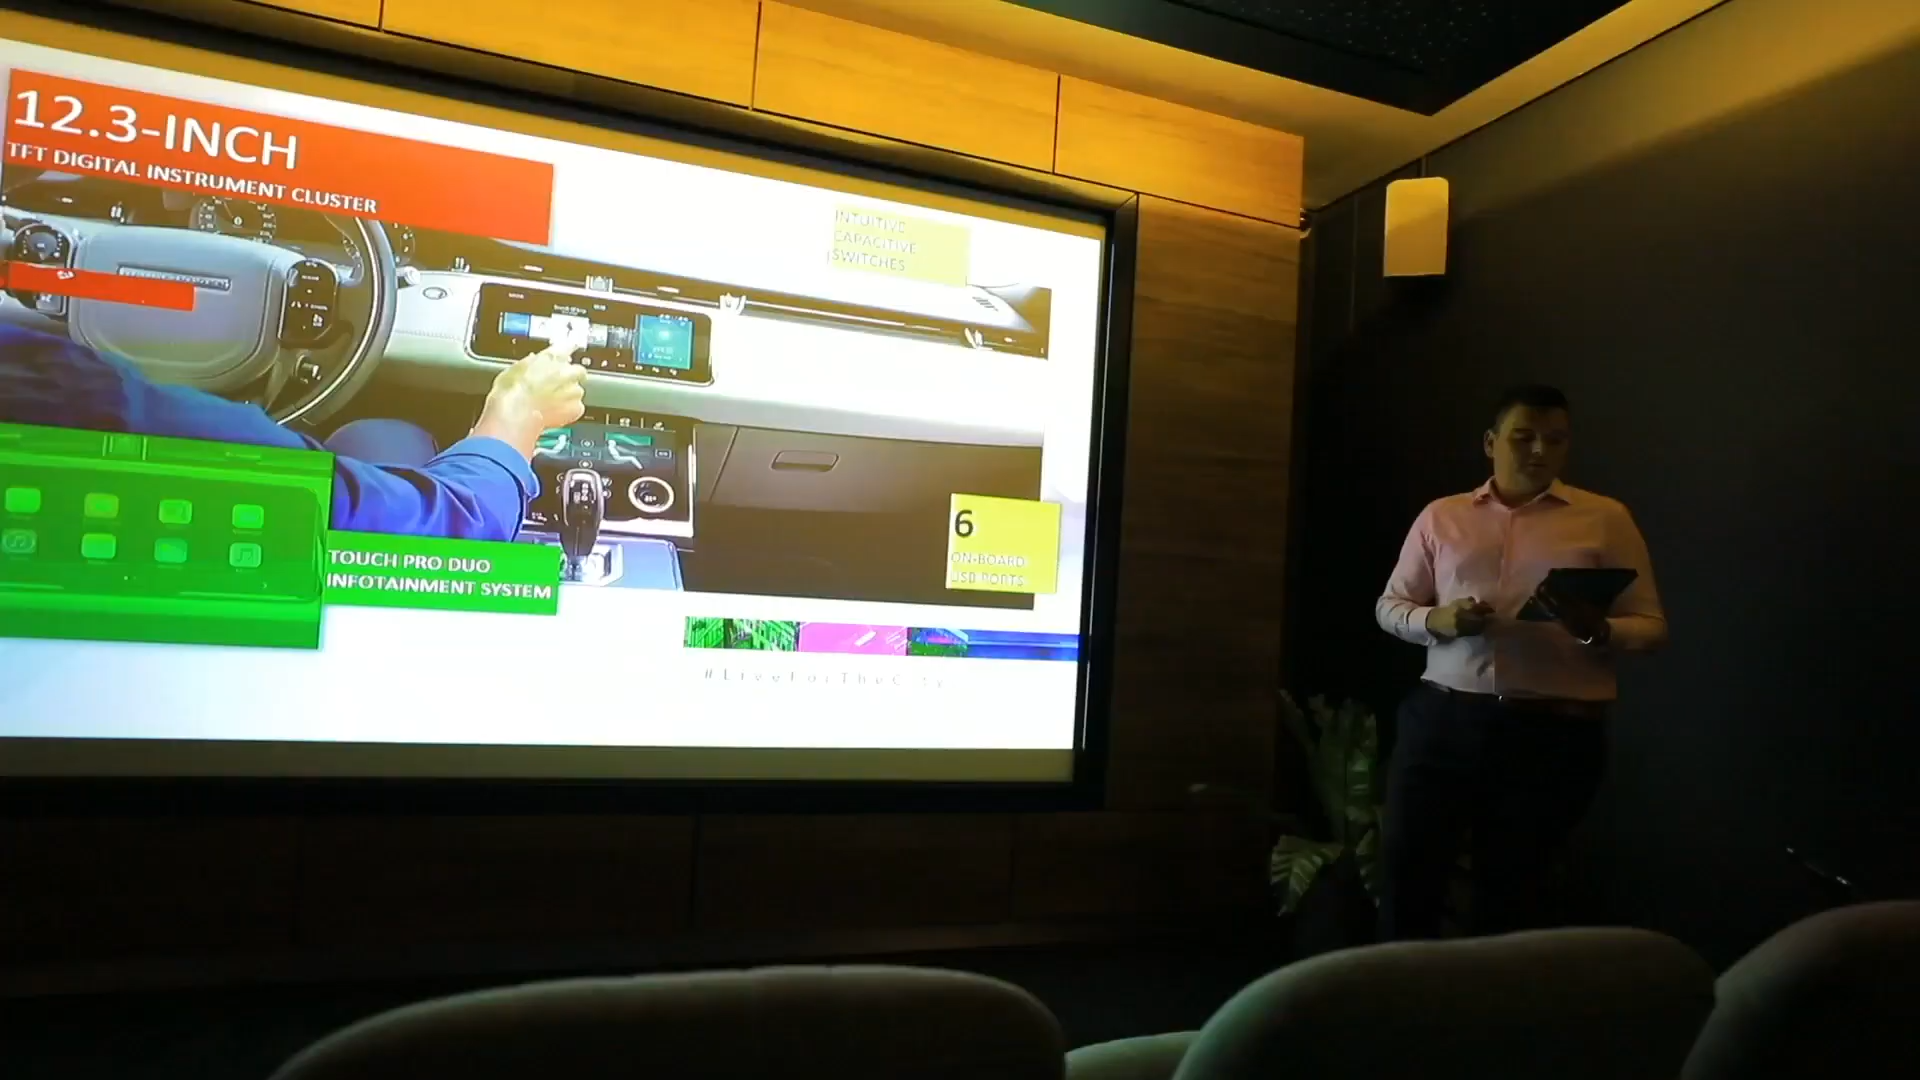 12.3-INCH
TFT DIGITAL INSTRUMENT CLUSTER
INTUITIVE
CAPACITIVE
SWITCHES
6
ON-BOARD
USB PORTS
TOUCH PRO DUO
INFOTAINMENT SYSTEM
#LiveForTheCity